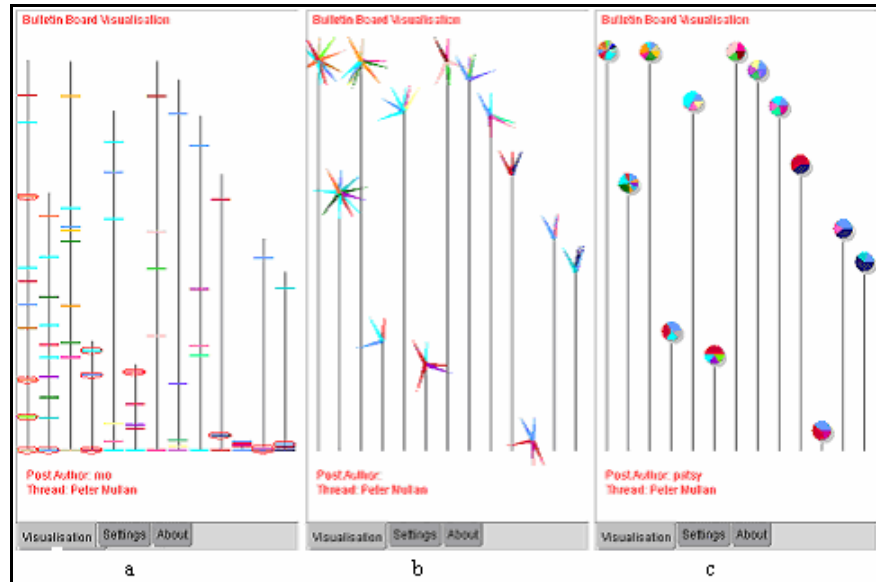 Bulletin Board Visualisation
Post Author: mo
Thread: Peter Mullan
Visualisation Settings About
a
Bulletin Board Visualisation
Post Author:
Thread: Peter Mullan
Visualisation Settings About
b
Bulletin Board Visualisation
Post Author: patsy
Thread: Peter Mullan
Visualisation Settings About
c